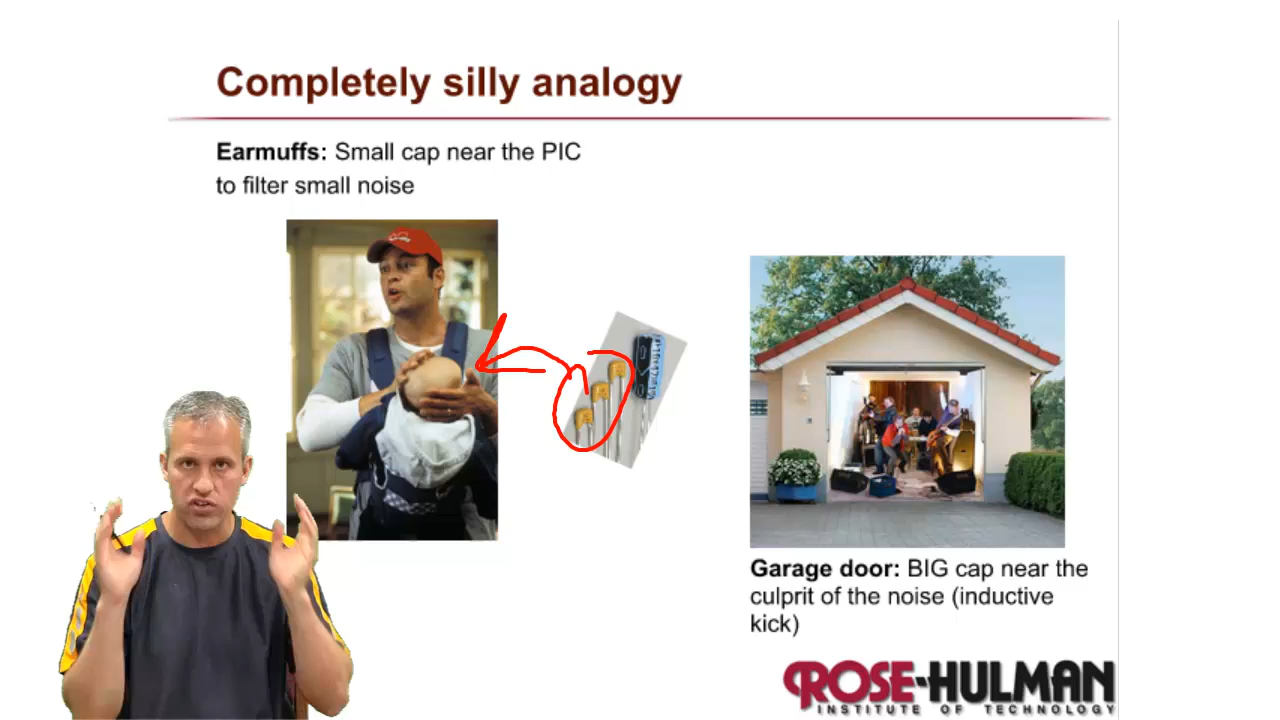 Completely silly analogy
Earmuffs: Small cap near the PIC
to filter small noise
Garage door: BIG cap near the
culprit of the noise (inductive
kick)
ROSE-HULMAN
INSTITUTE OF TECHNOLOGY